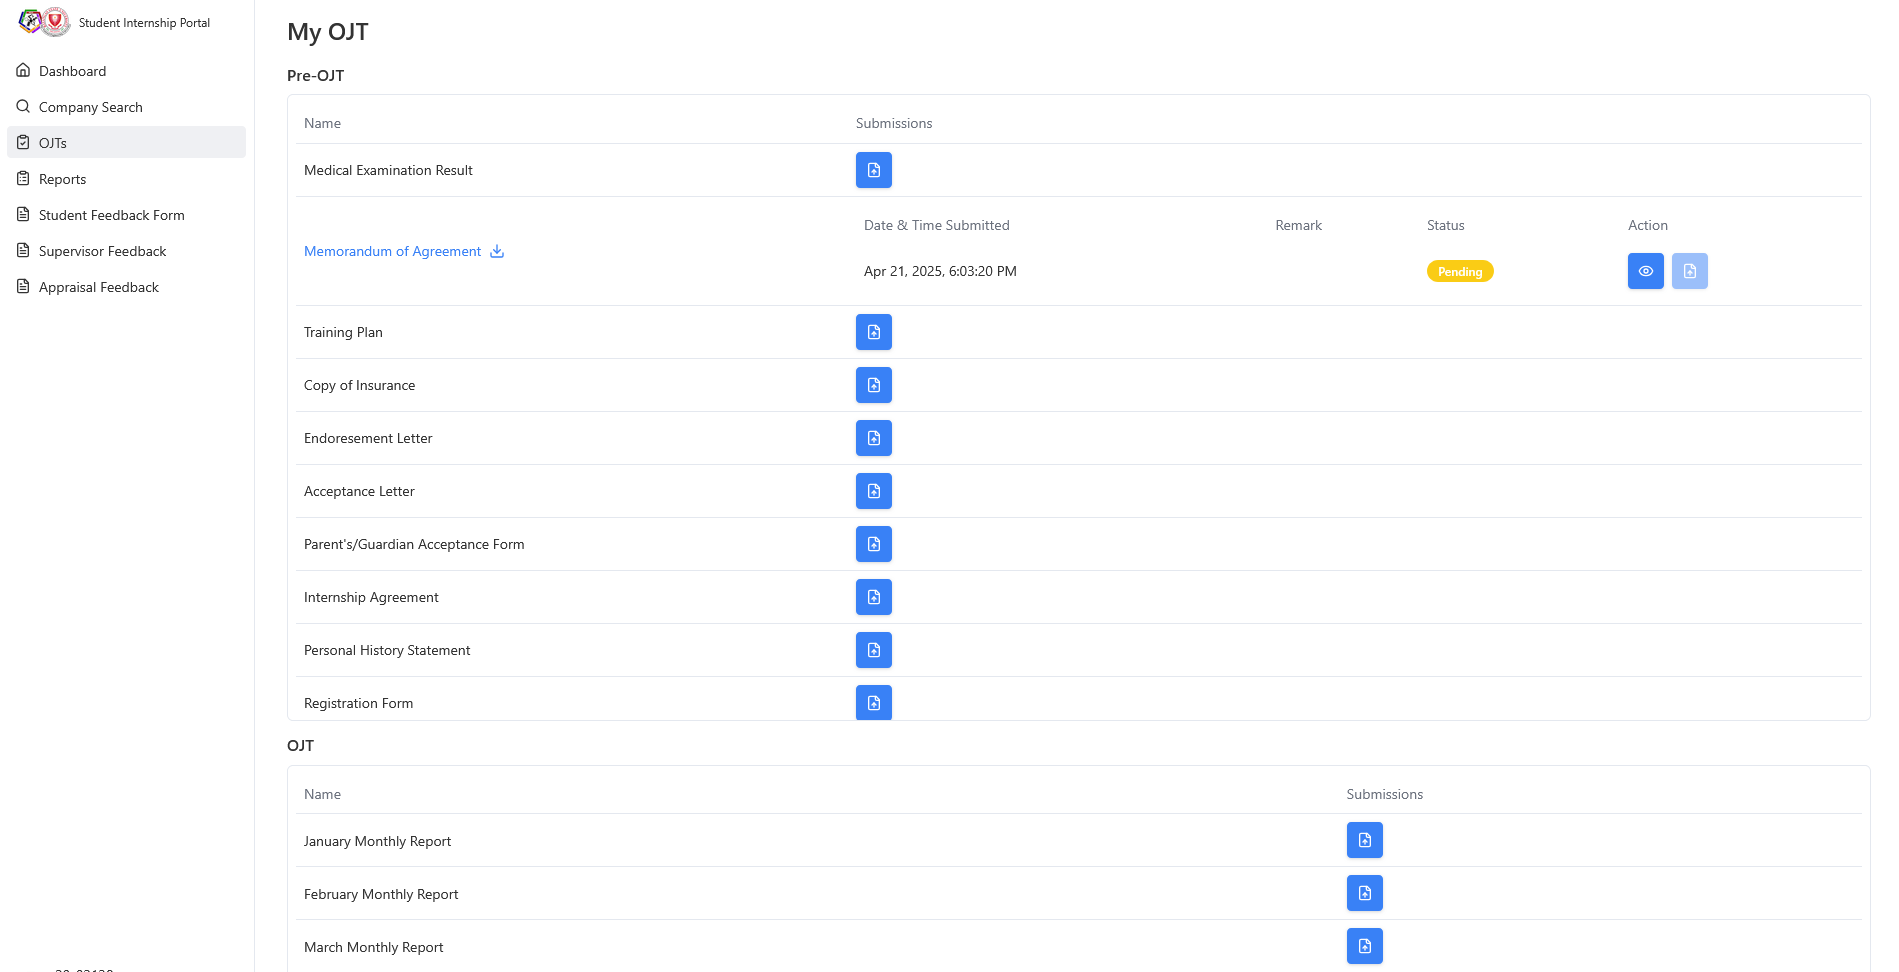 Student Internship Portal
Dashboard
Company Search
OJTs
Reports
Student Feedback Form
Supervisor Feedback
Appraisal Feedback
My OJT
Pre-OJT
Name Submissions
Medical Examination Result
Date & Time Submitted Remark Status Action
Memorandum of Agreement
Apr 21, 2025, 6:03:20 PM Pending
Training Plan
Copy of Insurance
Endoresement Letter
Acceptance Letter
Parent's/Guardian Acceptance Form
Internship Agreement
Personal History Statement
Registration Form
OJT
Name Submissions
January Monthly Report
February Monthly Report
March Monthly Report